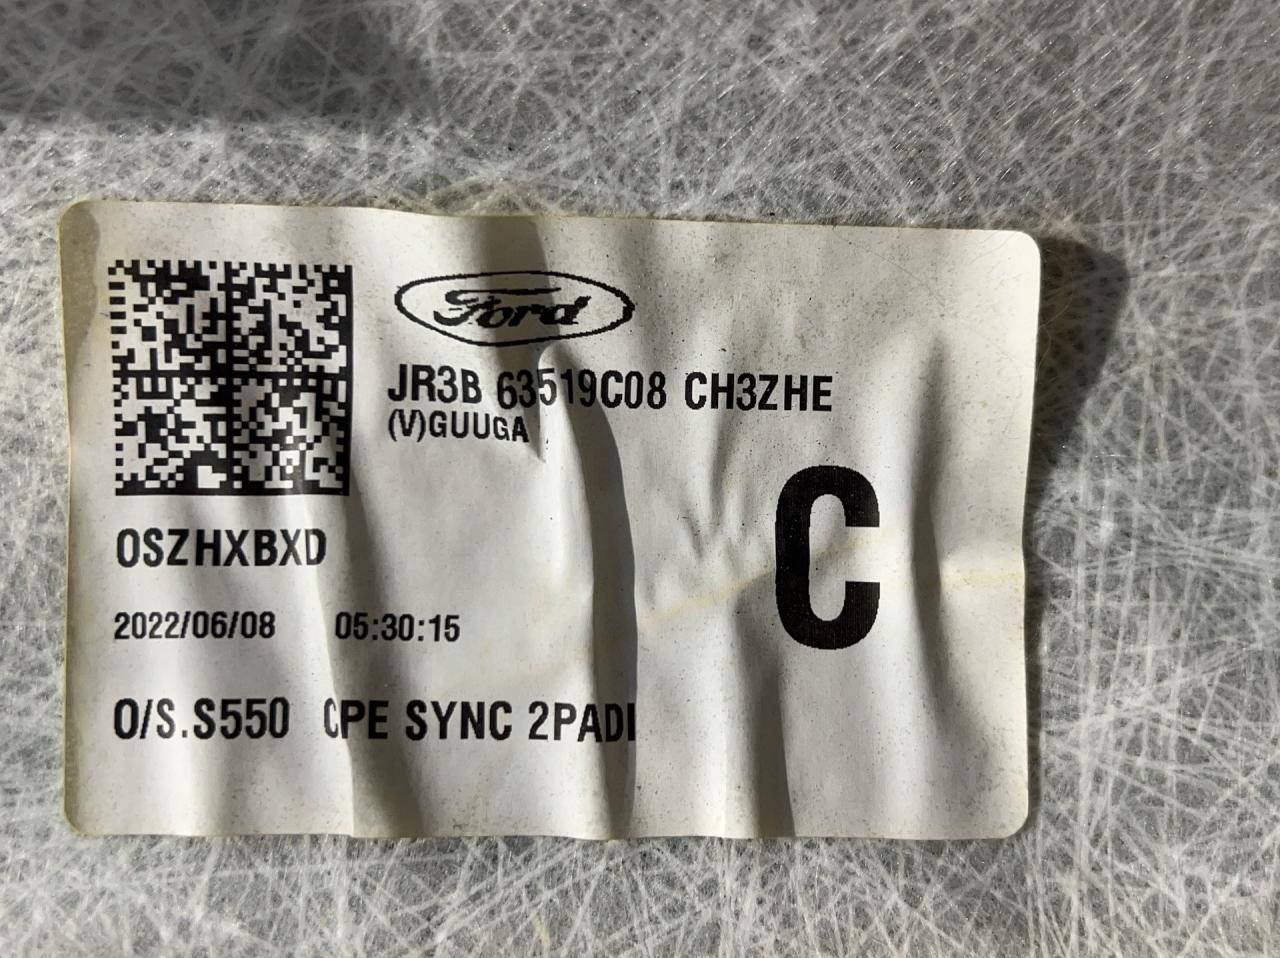 Ford
JR3B 63519C08 CH3ZHE
(V)GUUGA
C
OSZHXBXD
2022/06/08 05:30:15
O/S.S550 CPE SYNC 2PADI